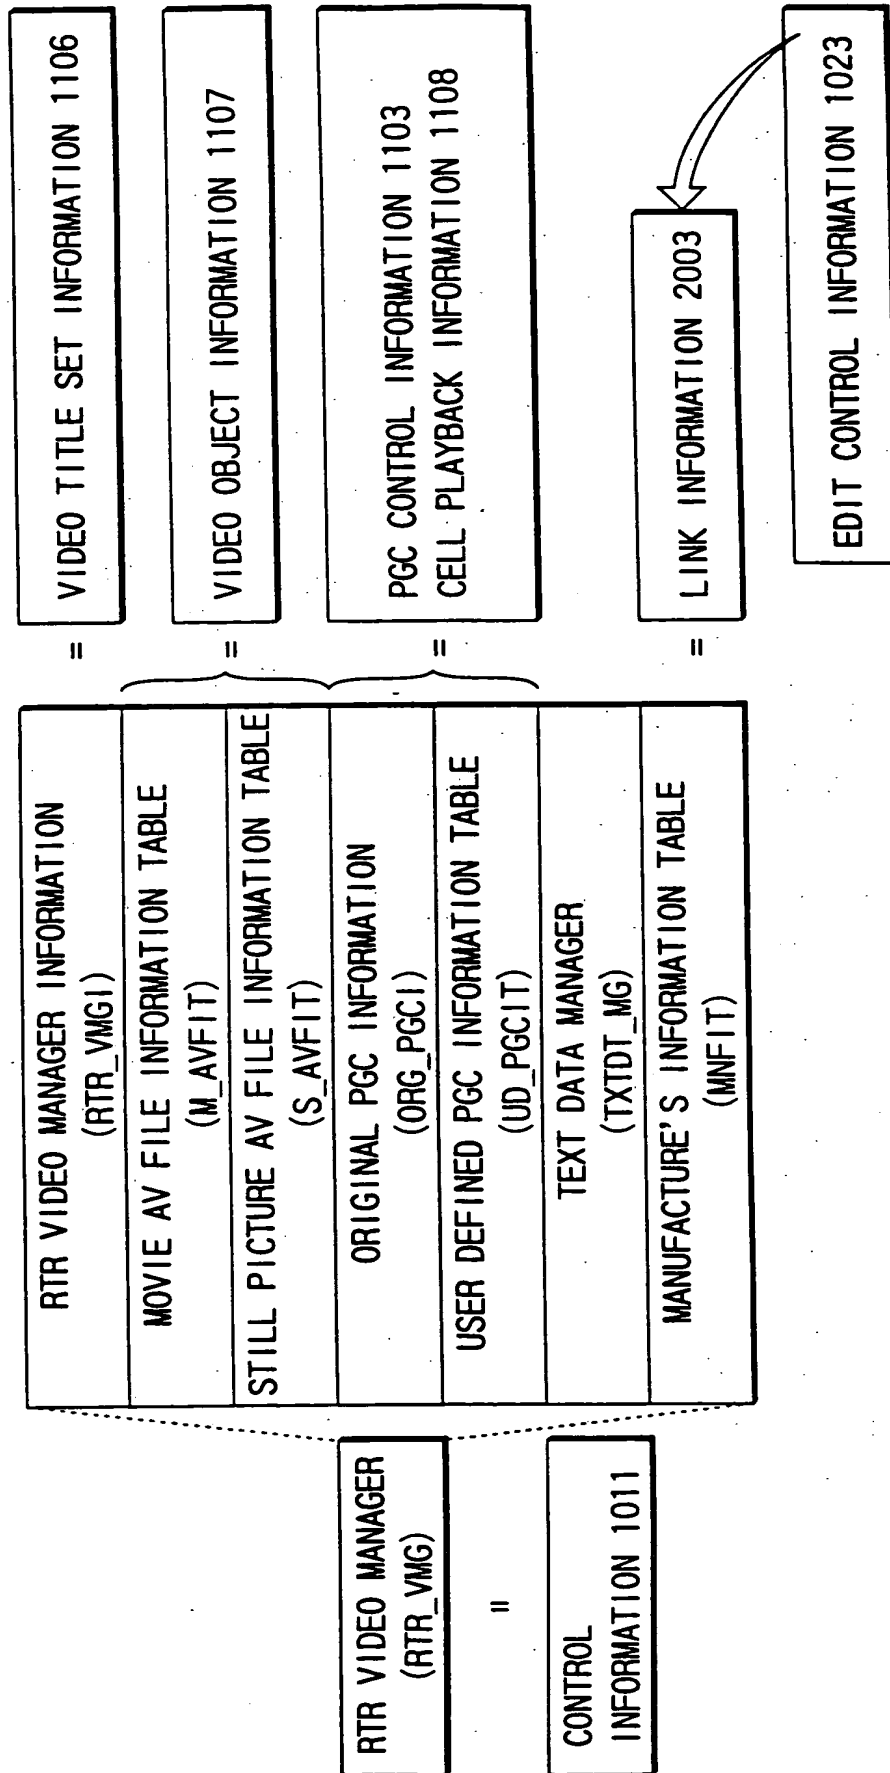 RTR VIDEO MANAGER
(RTR_VMG)
=
CONTROL
INFORMATION 1011
RTR VIDEO MANAGER INFORMATION
(RTR_VMGI)
MOVIE AV FILE INFORMATION TABLE
(M_AVFIT)
STILL PICTURE AV FILE INFORMATION TABLE
(S_AVFIT)
ORIGINAL PGC INFORMATION
(ORG_PGCI)
USER DEFINED PGC INFORMATION TABLE
(UD_PGCIT)
TEXT DATA MANAGER
(TXTDT_MG)
MANUFACTURE'S INFORMATION TABLE
(MNFIT)
= VIDEO TITLE SET INFORMATION 1106
= VIDEO OBJECT INFORMATION 1107
= PGC CONTROL INFORMATION 1103
CELL PLAYBACK INFORMATION 1108
= LINK INFORMATION 2003
EDIT CONTROL INFORMATION 1023